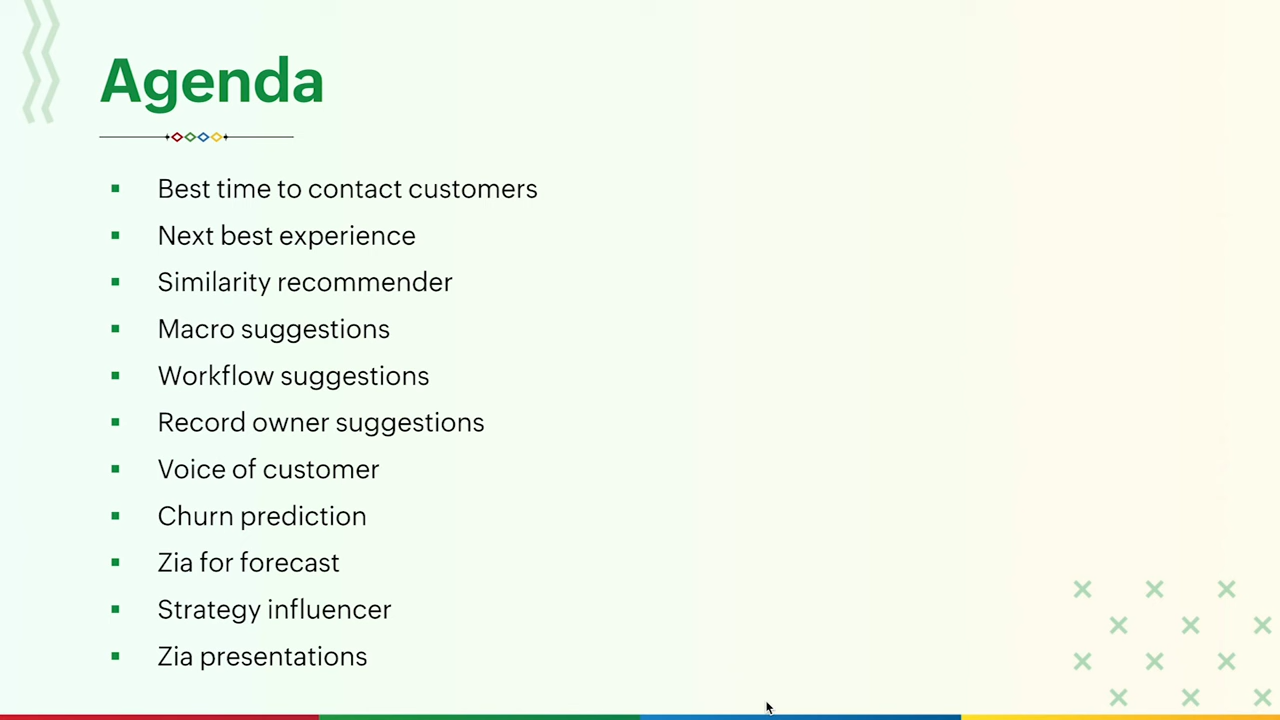 Agenda
Best time to contact customers
Next best experience
Similarity recommender
Macro suggestions
Workflow suggestions
Record owner suggestions
Voice of customer
Churn prediction
Zia for forecast
Strategy influencer
Zia presentations